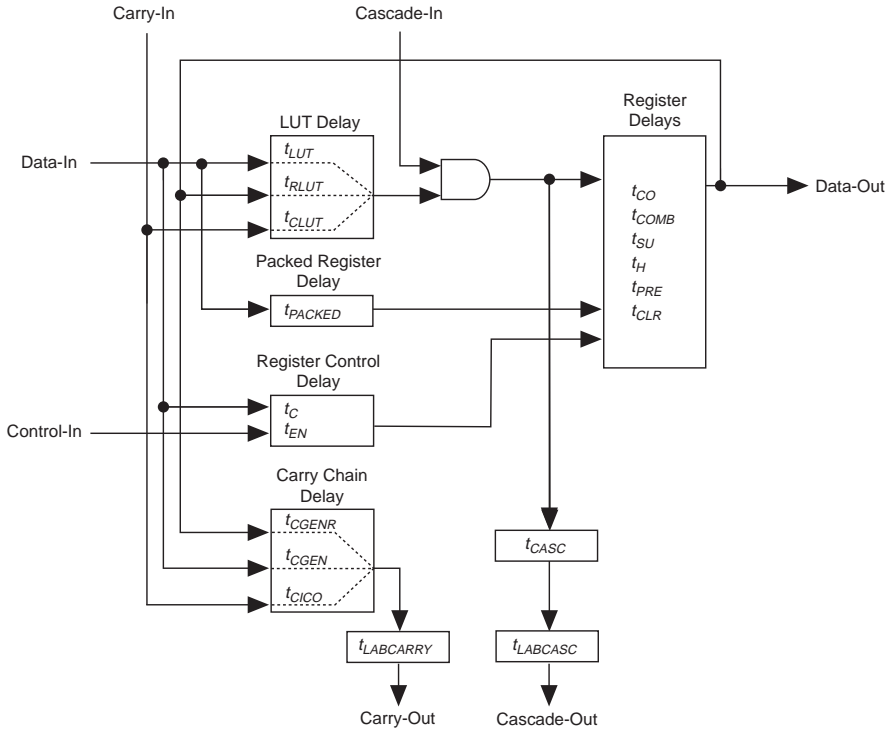 Carry-In
Cascade-In
Register
Delays
LUT Delay
Data-In
tLUT
tRLUT
tCLUT
tCO
tCOMB
tSU
tH
tPRE
tCLR
Data-Out
Packed Register
Delay
tPACKED
Register Control
Delay
tC
tEN
Control-In
Carry Chain
Delay
tCGENR
tCGEN
tCICO
tCASC
tLABCARRY
tLABCASC
Carry-Out
Cascade-Out